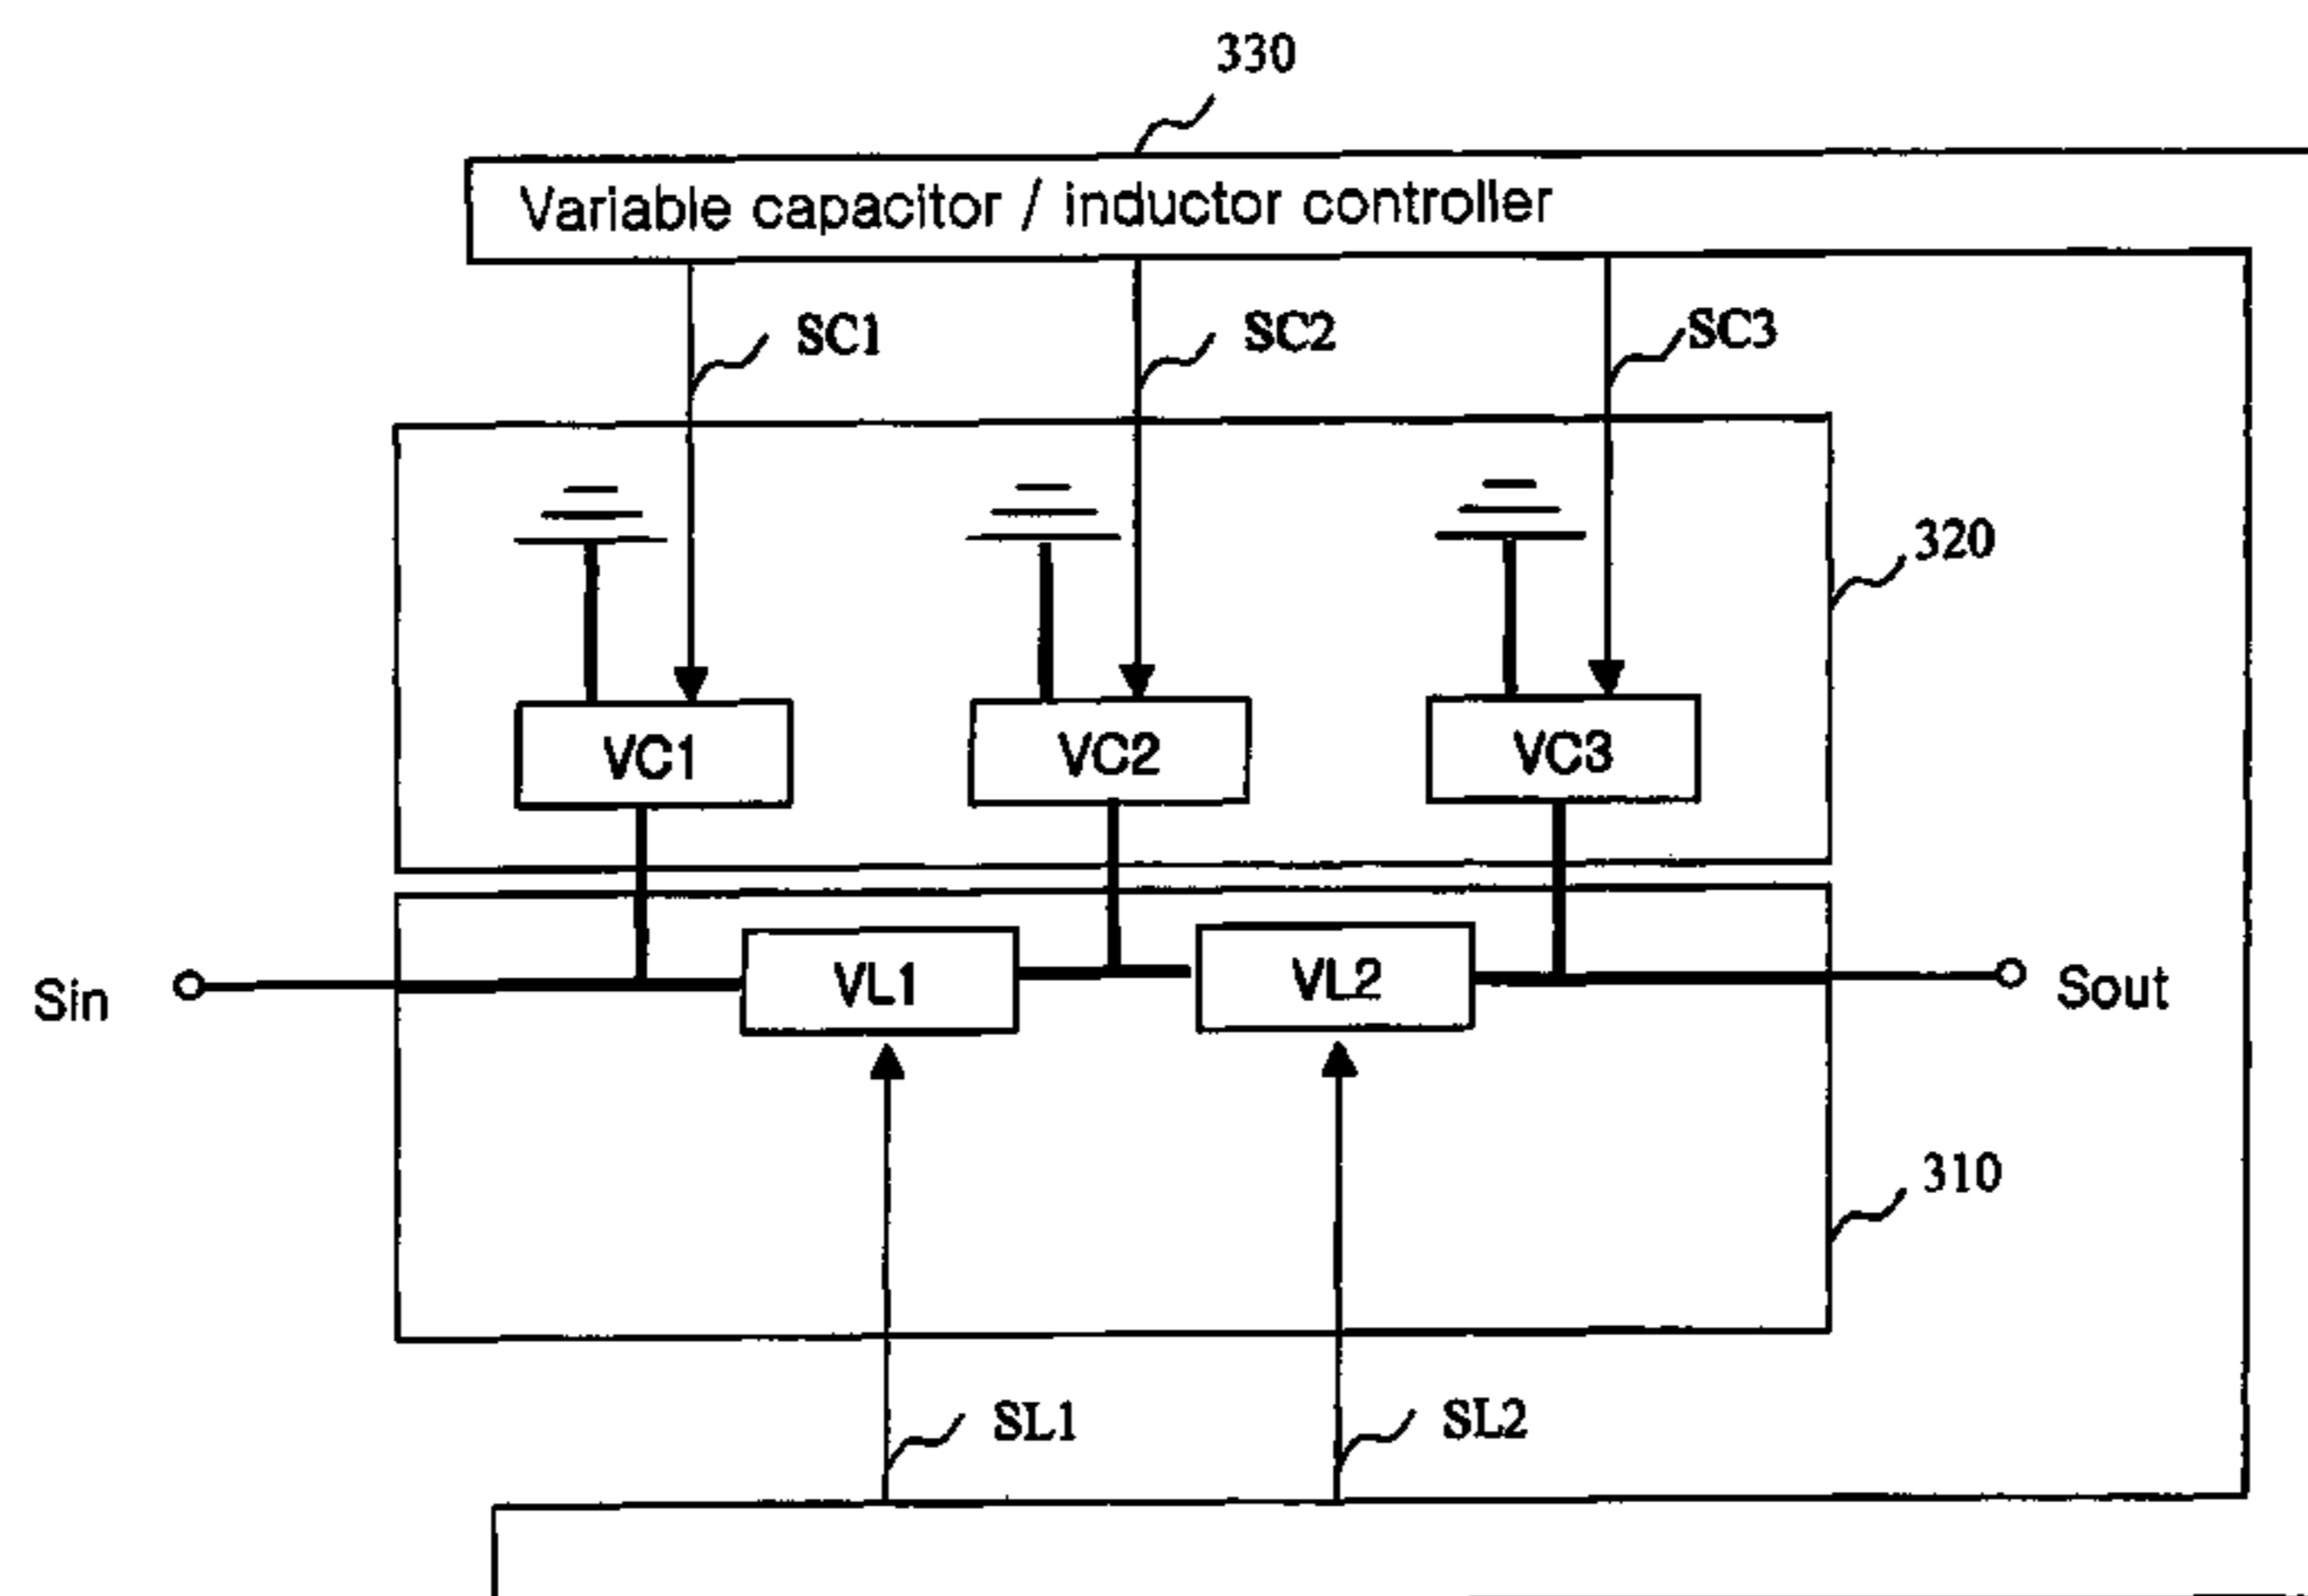 330
Variable capacitor / inductor controller
SC1
SC2
SC3
320
VC1
VC2
VC3
Sin
VL1
VL2
Sout
310
SL1
SL2